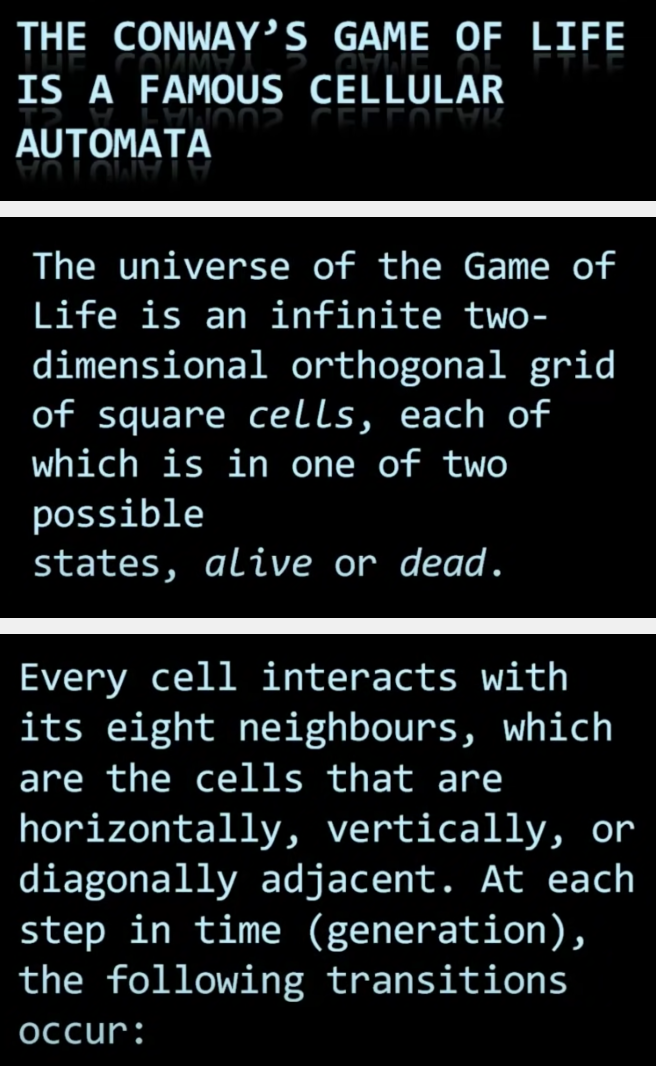 THE CONWAY’S GAME OF LIFE
IS A FAMOUS CELLULAR
AUTOMATA
The universe of the Game of
Life is an infinite two-
dimensional orthogonal grid
of square cells, each of
which is in one of two
possible
states, alive or dead.
Every cell interacts with
its eight neighbours, which
are the cells that are
horizontally, vertically, or
diagonally adjacent. At each
step in time (generation),
the following transitions
occur: